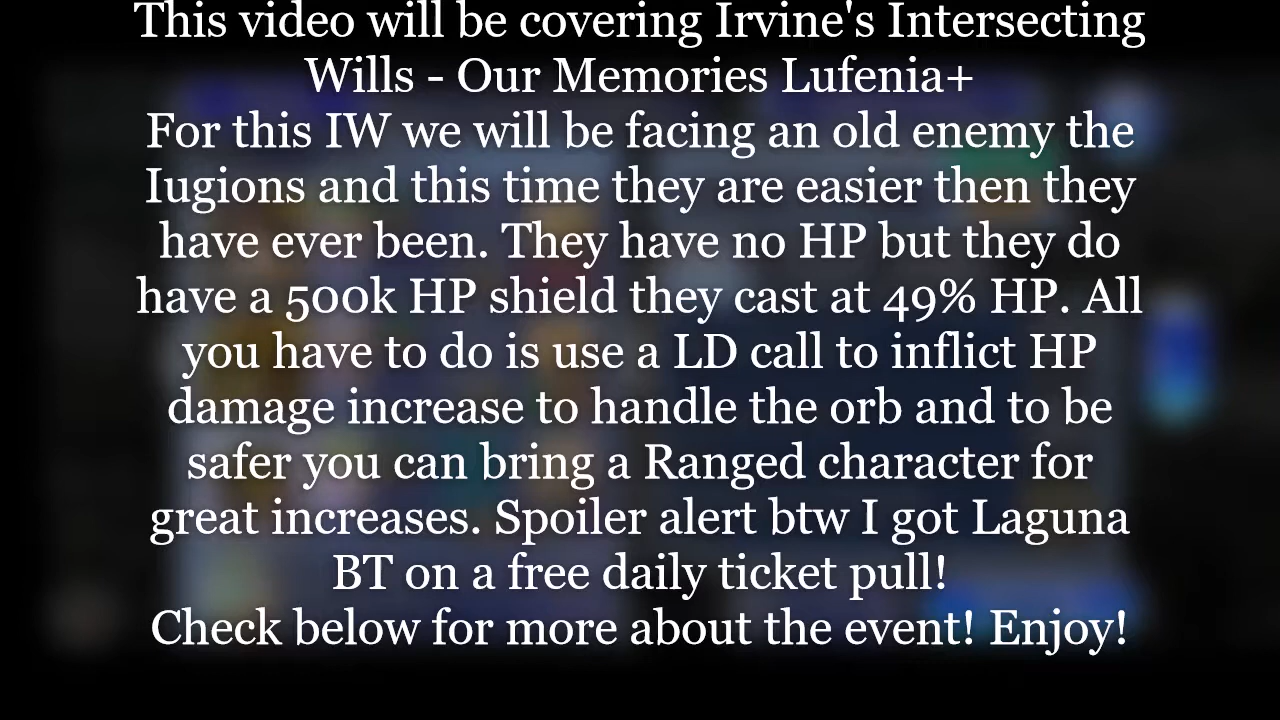 This video will be covering Irvine's Intersecting
Wills - Our Memories Lufenia+
For this IW we will be facing an old enemy the
Iugions and this time they are easier then they
have ever been. They have no HP but they do
have a 500k HP shield they cast at 49% HP. All
you have to do is use a LD call to inflict HP
damage increase to handle the orb and to be
safer you can bring a Ranged character for
great increases. Spoiler alert btw I got Laguna
BT on a free daily ticket pull!
Check below for more about the event! Enjoy!